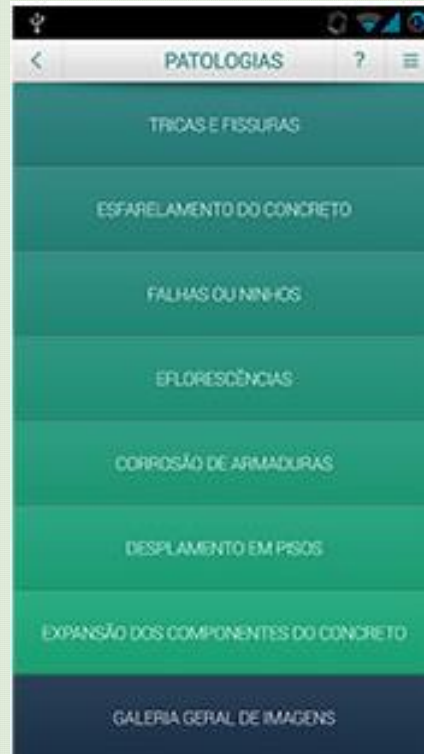 PATOLOGIAS ?
TRICAS E FISSURAS
ESFARELAMENTO DO CONCRETO
FALHAS OU NINHOS
EFLORESCÊNCIAS
CORROSÃO DE ARMADURAS
DESPLAMENTO EM PISOS
EXPANSÃO DOS COMPONENTES DO CONCRETO
GALERIA GERAL DE IMAGENS